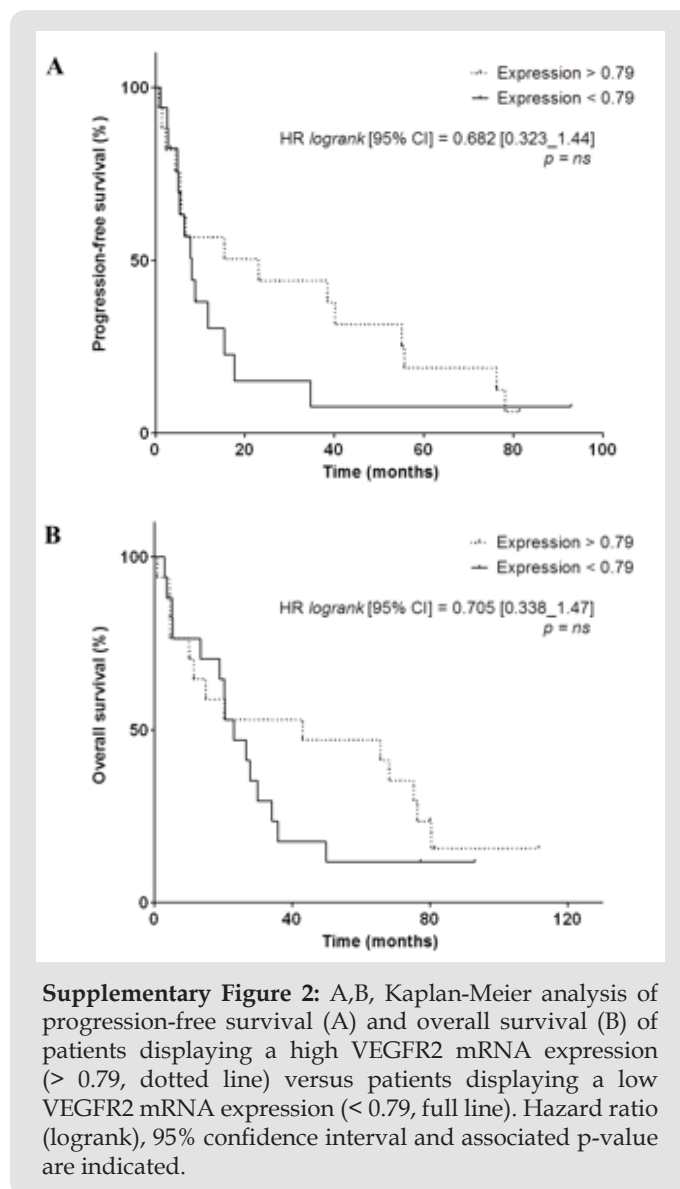 A
Expression > 0.79
Expression < 0.79
HR logrank [95% CI] = 0.682 [0.323_1.44]
p = ns
Progression-free survival (%)
100
50
0
0 20 40 60 80 100
Time (months)
B
Expression > 0.79
Expression < 0.79
HR logrank [95% CI] = 0.705 [0.338_1.47]
p = ns
Overall survival (%)
100
50
0
0 40 80 120
Time (months)
Supplementary Figure 2: A,B, Kaplan-Meier analysis of
progression-free survival (A) and overall survival (B) of
patients displaying a high VEGFR2 mRNA expression
(> 0.79, dotted line) versus patients displaying a low
VEGFR2 mRNA expression (< 0.79, full line). Hazard ratio
(logrank), 95% confidence interval and associated p-value
are indicated.